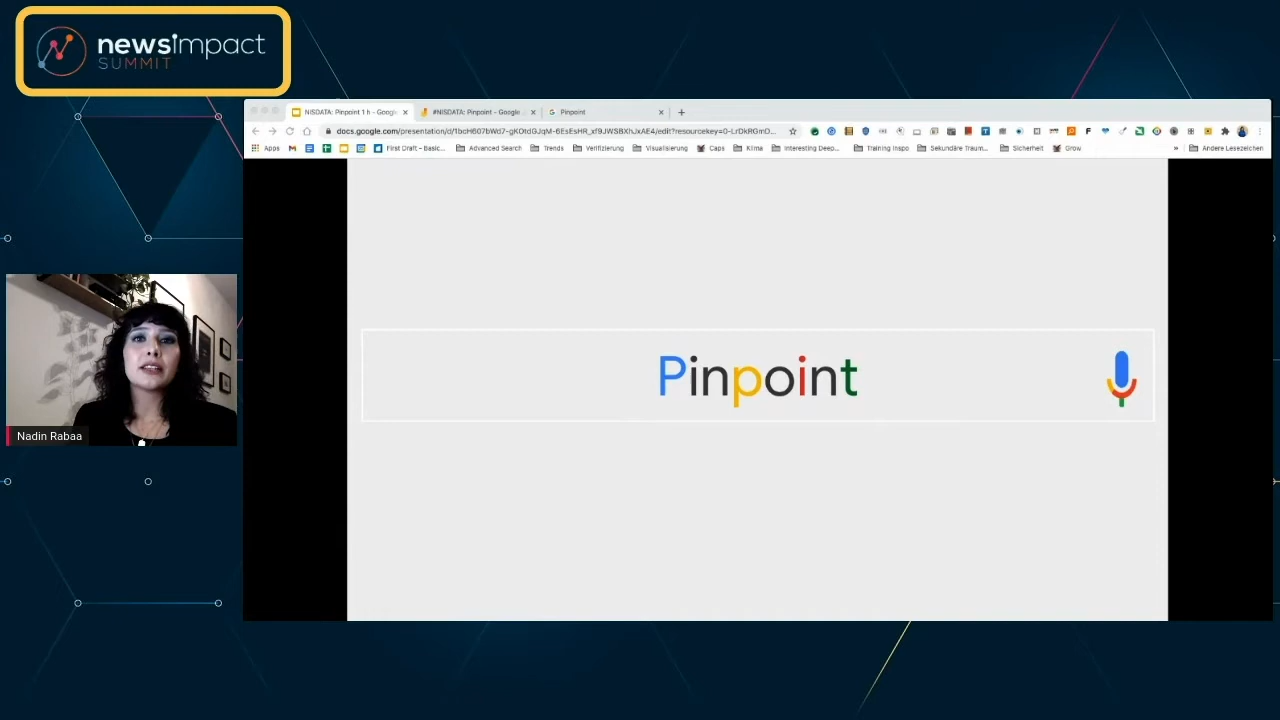 newsimpact
SUMMIT
NISDATA: Pinpoint 1 h - Google
#NISDATA: Pinpoint - Google
Pinpoint
Apps
First Draft – Basic...
Advanced Search
Trends
Verifizierung
Visualisierung
Caps
Klima
Interesting Deep...
Training Inspo
Sekundäre Traum...
Sicherheit
Grow
»
Andere Lesezeichen
Pinpoint
Nadin Rabaa